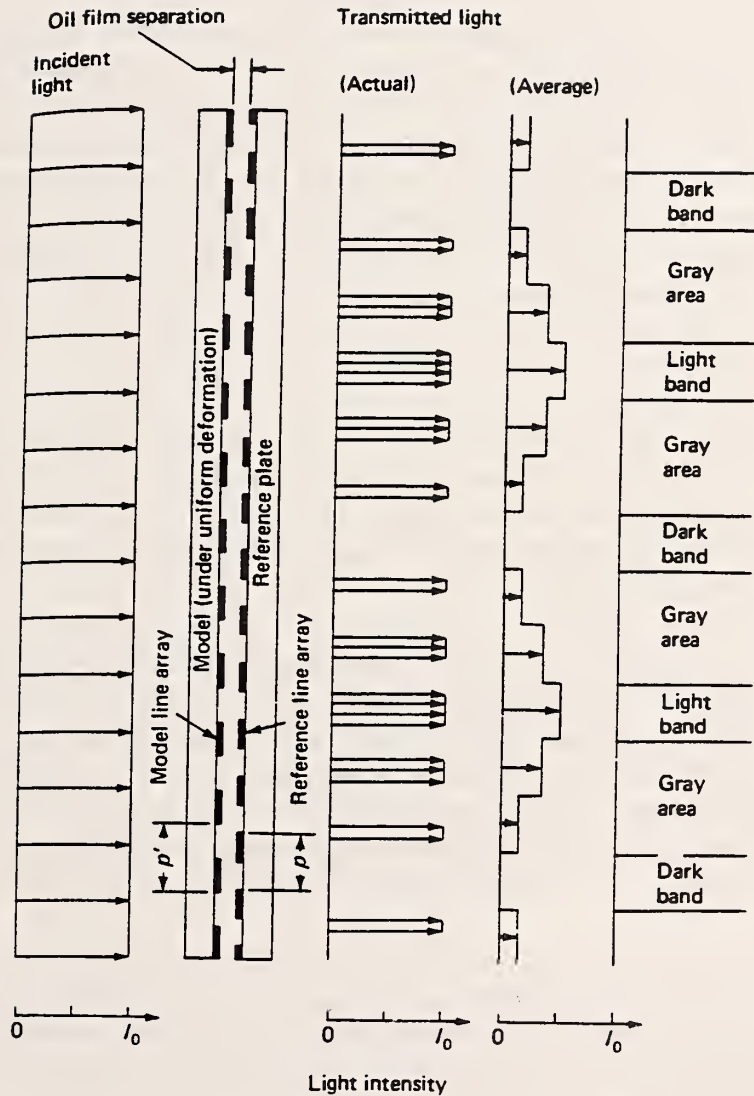 Oil film separation
Transmitted light
Incident
light
(Actual)
(Average)
Model (under uniform deformation)
Reference plate
Model line array
Reference line array
p'
p
Dark
band
Gray
area
Light
band
Gray
area
Dark
band
Gray
area
Light
band
Gray
area
Dark
band
0
I₀
0
I₀
0
I₀
Light intensity